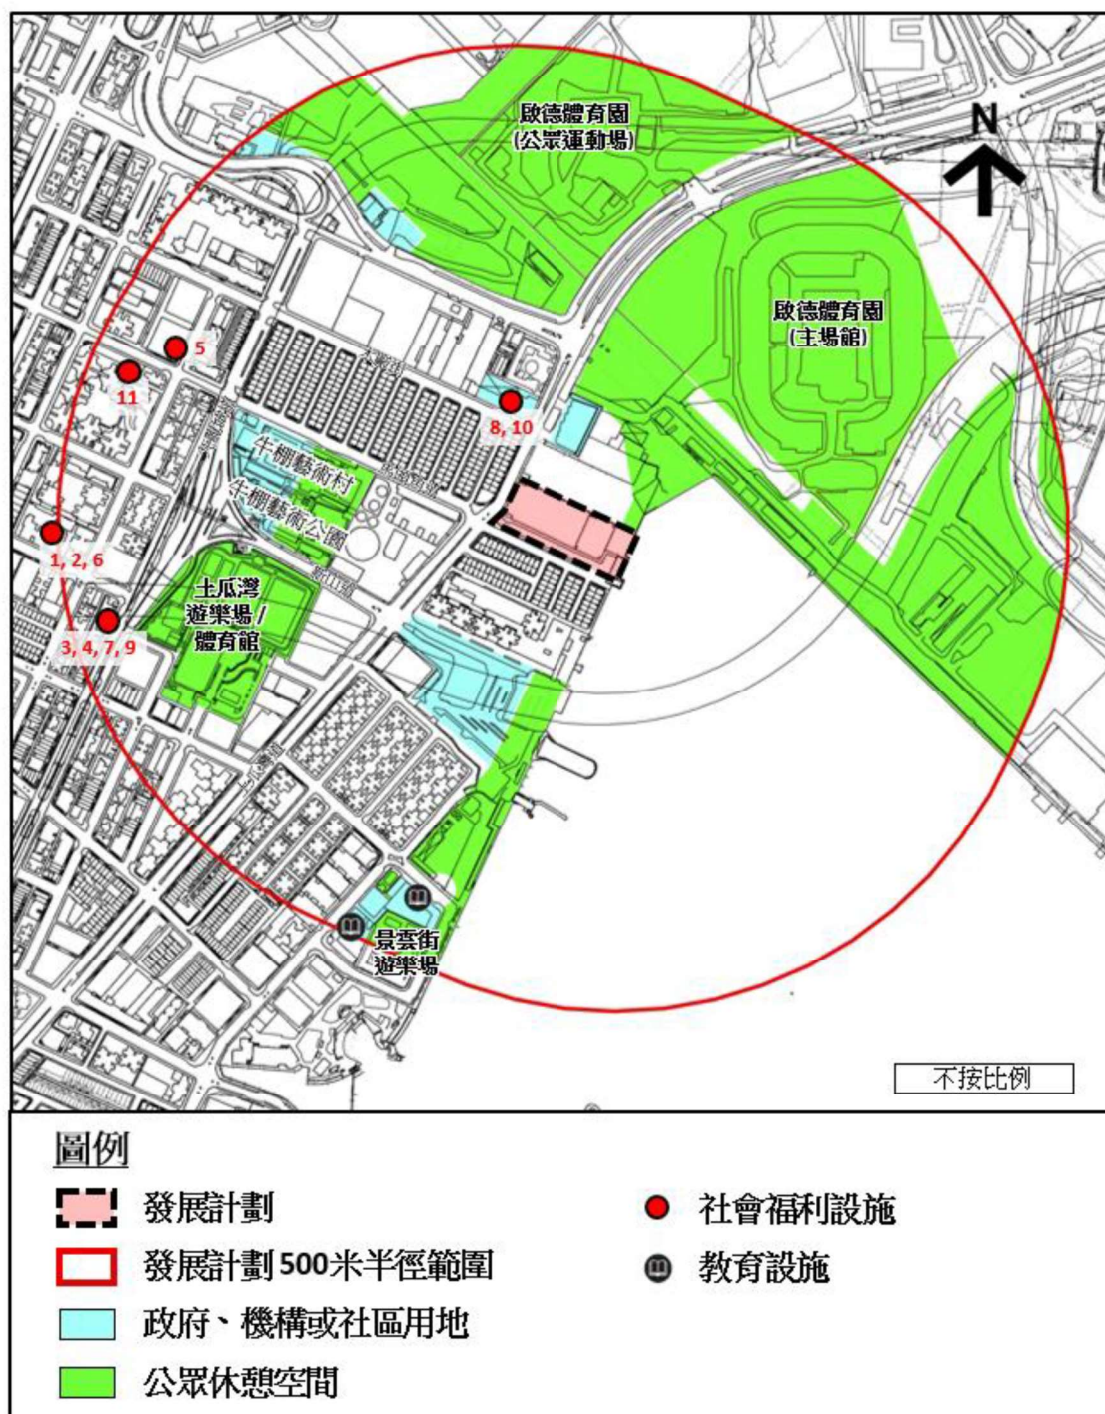 啟德體育園
(公眾運動場)
N
啟德體育園
(主場館)
5
11
8, 10
牛棚藝術村
牛棚藝術公園
1, 2, 6
土瓜灣
遊樂場 /
體育館
3, 4, 7, 9
景雲街
遊樂場
不按比例
圖例
發展計劃
社會福利設施
發展計劃 500米半徑範圍
教育設施
政府、機構或社區用地
公眾休憩空間